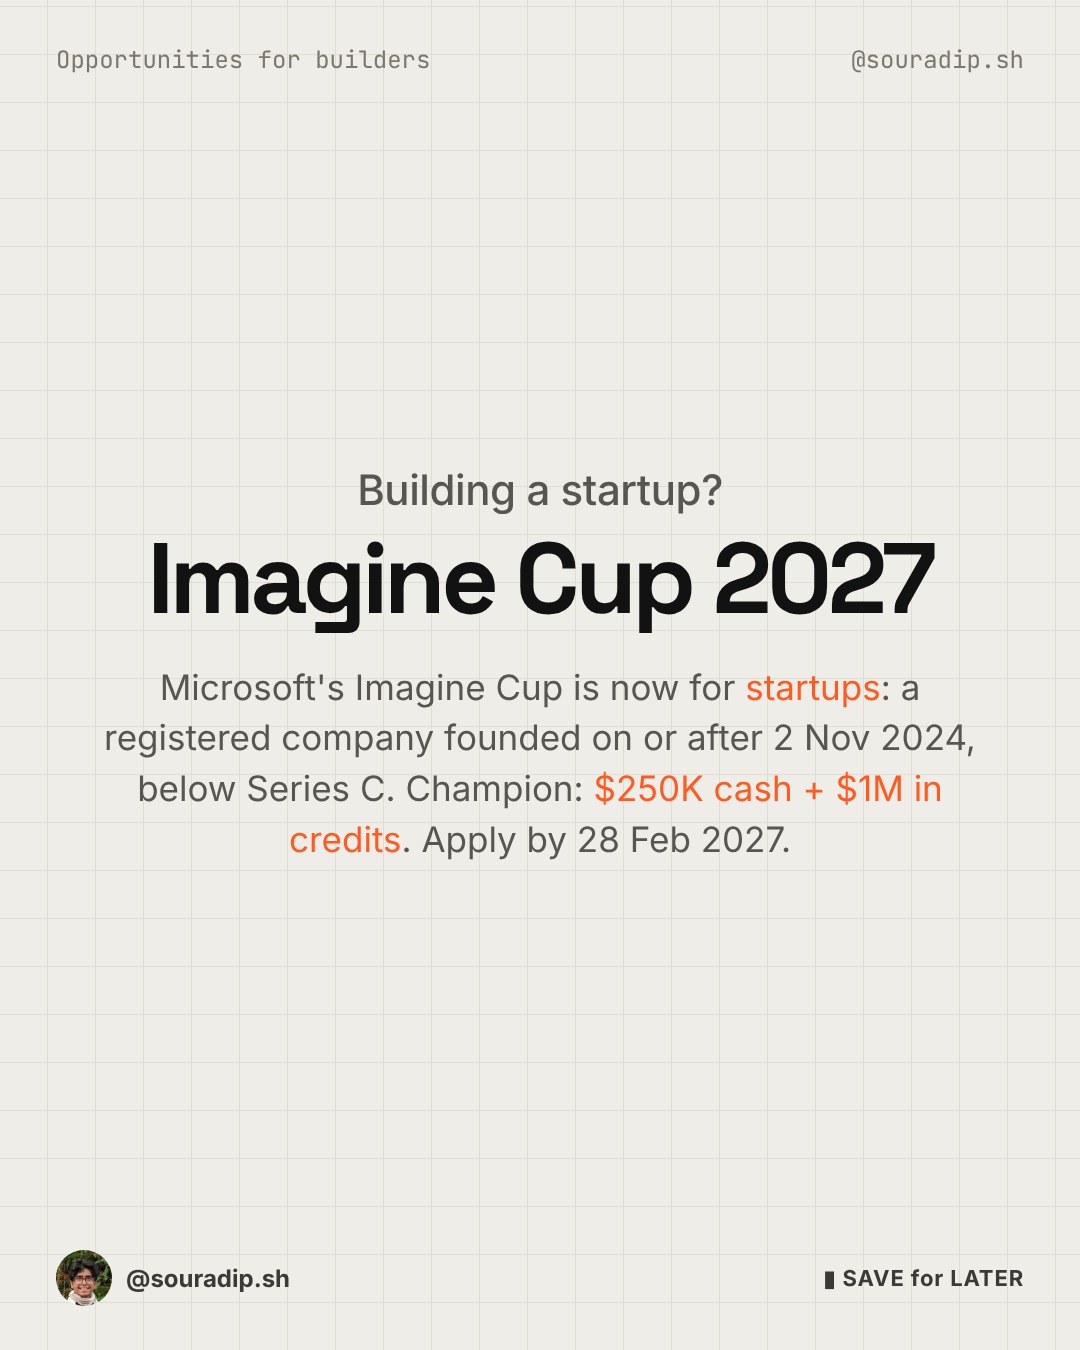 Opportunities for builders
@souradip.sh
Building a startup?
Imagine Cup 2027
Microsoft's Imagine Cup is now for startups: a
registered company founded on or after 2 Nov 2024,
below Series C. Champion: $250K cash + $1M in
credits. Apply by 28 Feb 2027.
@souradip.sh
SAVE for LATER